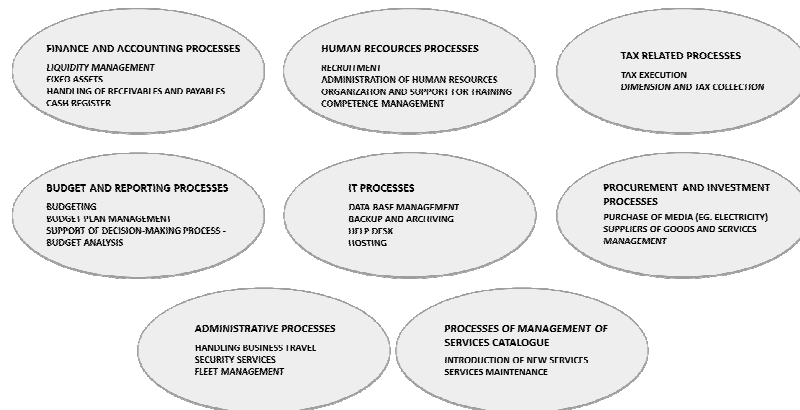 FINANCE AND ACCOUNTING PROCESSES
LIQUIDITY MANAGEMENT
FIXED ASSETS
HANDLING OF RECEIVABLES AND PAYABLES
CASH REGISTER
HUMAN RECOURCES PROCESSES
RECRUITMENT
ADMINISTRATION OF HUMAN RESOURCES
ORGANIZATION AND SUPPORT FOR TRAINING
COMPETENCE MANAGEMENT
TAX RELATED PROCESSES
TAX EXECUTION
DIMENSION AND TAX COLLECTION
BUDGET AND REPORTING PROCESSES
BUDGETING
BUDGET PLAN MANAGEMENT
SUPPORT OF DECISION-MAKING PROCESS -
BUDGET ANALYSIS
IT PROCESSES
DATA BASE MANAGEMENT
BACKUP AND ARCHIVING
HELP DESK
HOSTING
PROCUREMENT AND INVESTMENT
PROCESSES
PURCHASE OF MEDIA (EG. ELECTRICITY)
SUPPLIERS OF GOODS AND SERVICES
MANAGEMENT
ADMINISTRATIVE PROCESSES
HANDLING BUSINESS TRAVEL
SECURITY SERVICES
FLEET MANAGEMENT
PROCESSES OF MANAGEMENT OF
SERVICES CATALOGUE
INTRODUCTION OF NEW SERVICES
SERVICES MAINTENANCE